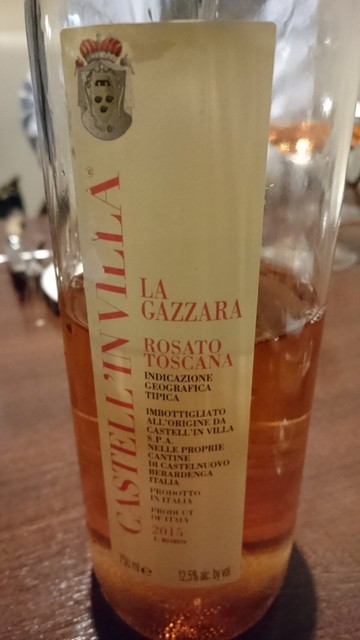 CASTELL'IN VILLA®
LA
GAZZARA
ROSATO
TOSCANA
INDICAZIONE
GEOGRAFICA
TIPICA
IMBOTTIGLIATO
ALL'ORIGINE DA
CASTELL'IN VILLA
S.P.A.
NELLE PROPRIE
CANTINE
DI CASTELNUOVO
BERARDENGA
ITALIA
PRODOTTO
IN ITALIA
PRODUCT
OF ITALY
2015
750 ml e 12,5% alc. by vol.